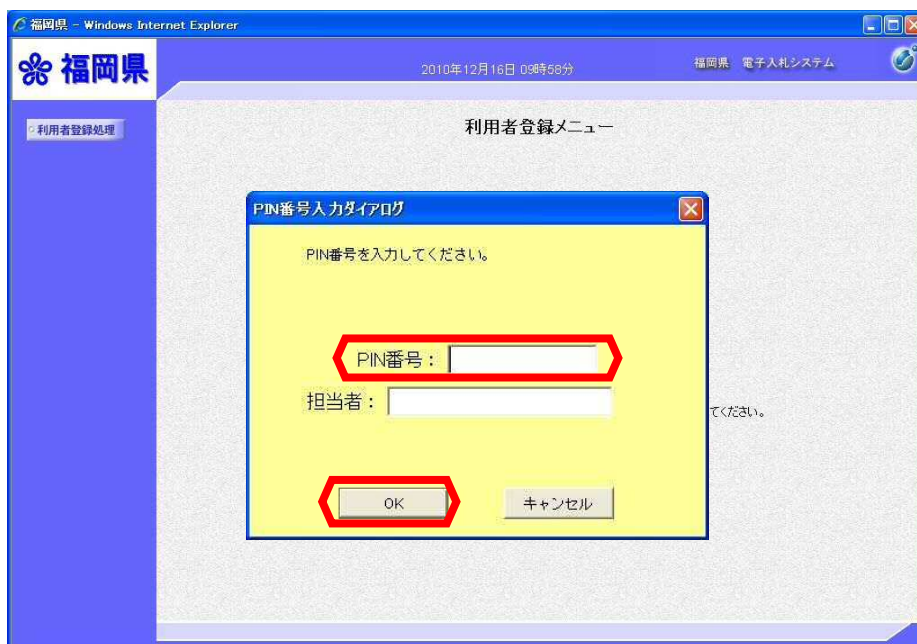 福岡県 - Windows Internet Explorer
福岡県
2010年12月16日 09時58分
福岡県 電子入札システム
利用者登録処理
利用者登録メニュー
PIN番号入力ダイアログ
PIN番号を入力してください。
PIN番号：
担当者：
てください。
OK
キャンセル